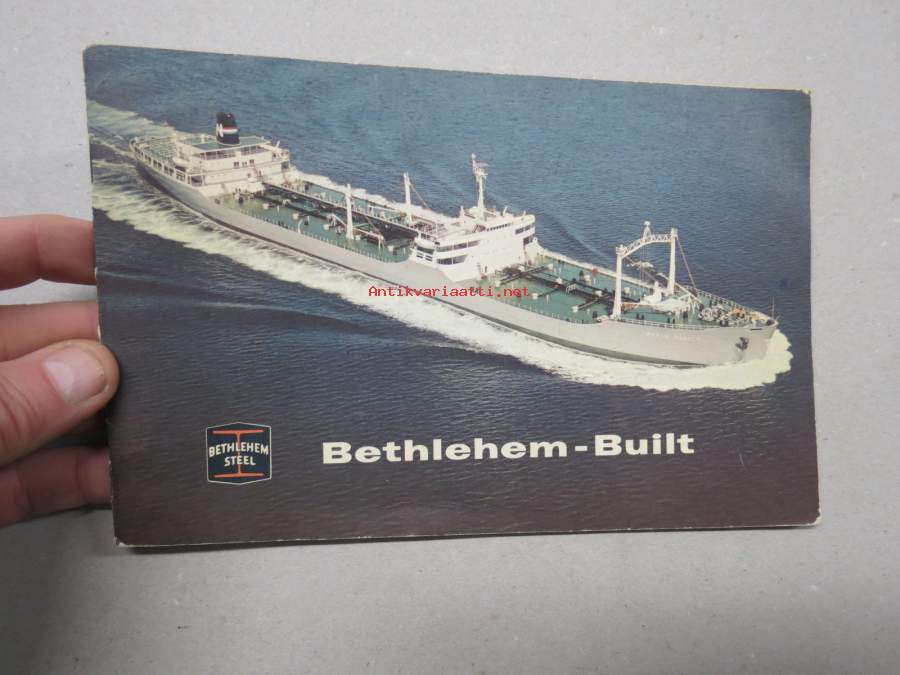 Antikvariaatti.net
BETHLEHEM
STEEL
Bethlehem-Built